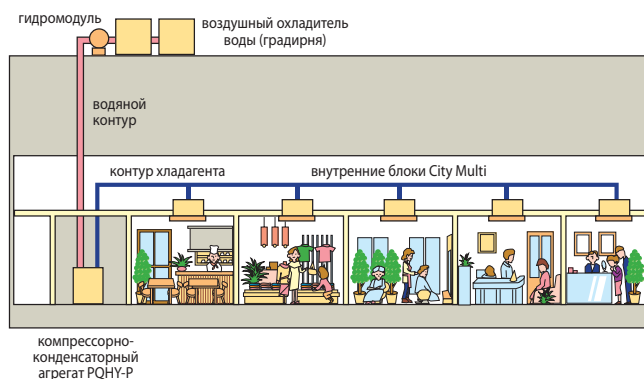 гидромодуль
воздушный охладитель
воды (градирня)
водяной
контур
контур хладагента
внутренние блоки City Multi
компрессорно-
конденсаторный
агрегат PQHY-P